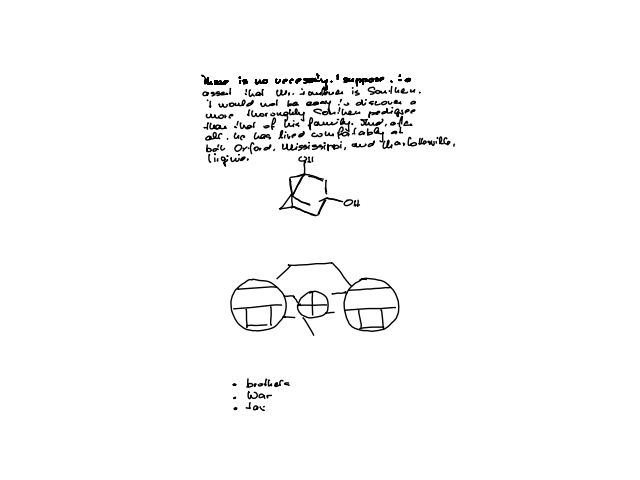 There is no necessity, I suppose, to
assert that Mr. Faulkner is Southern.
It would not be easy to discover a
more thoroughly Southern pedigree
than that of his family. And, after
all, he has lived comfortably at
both Oxford, Mississippi, and Charlottesville,
Virginia.
OH
OH
• brothers
• War
•